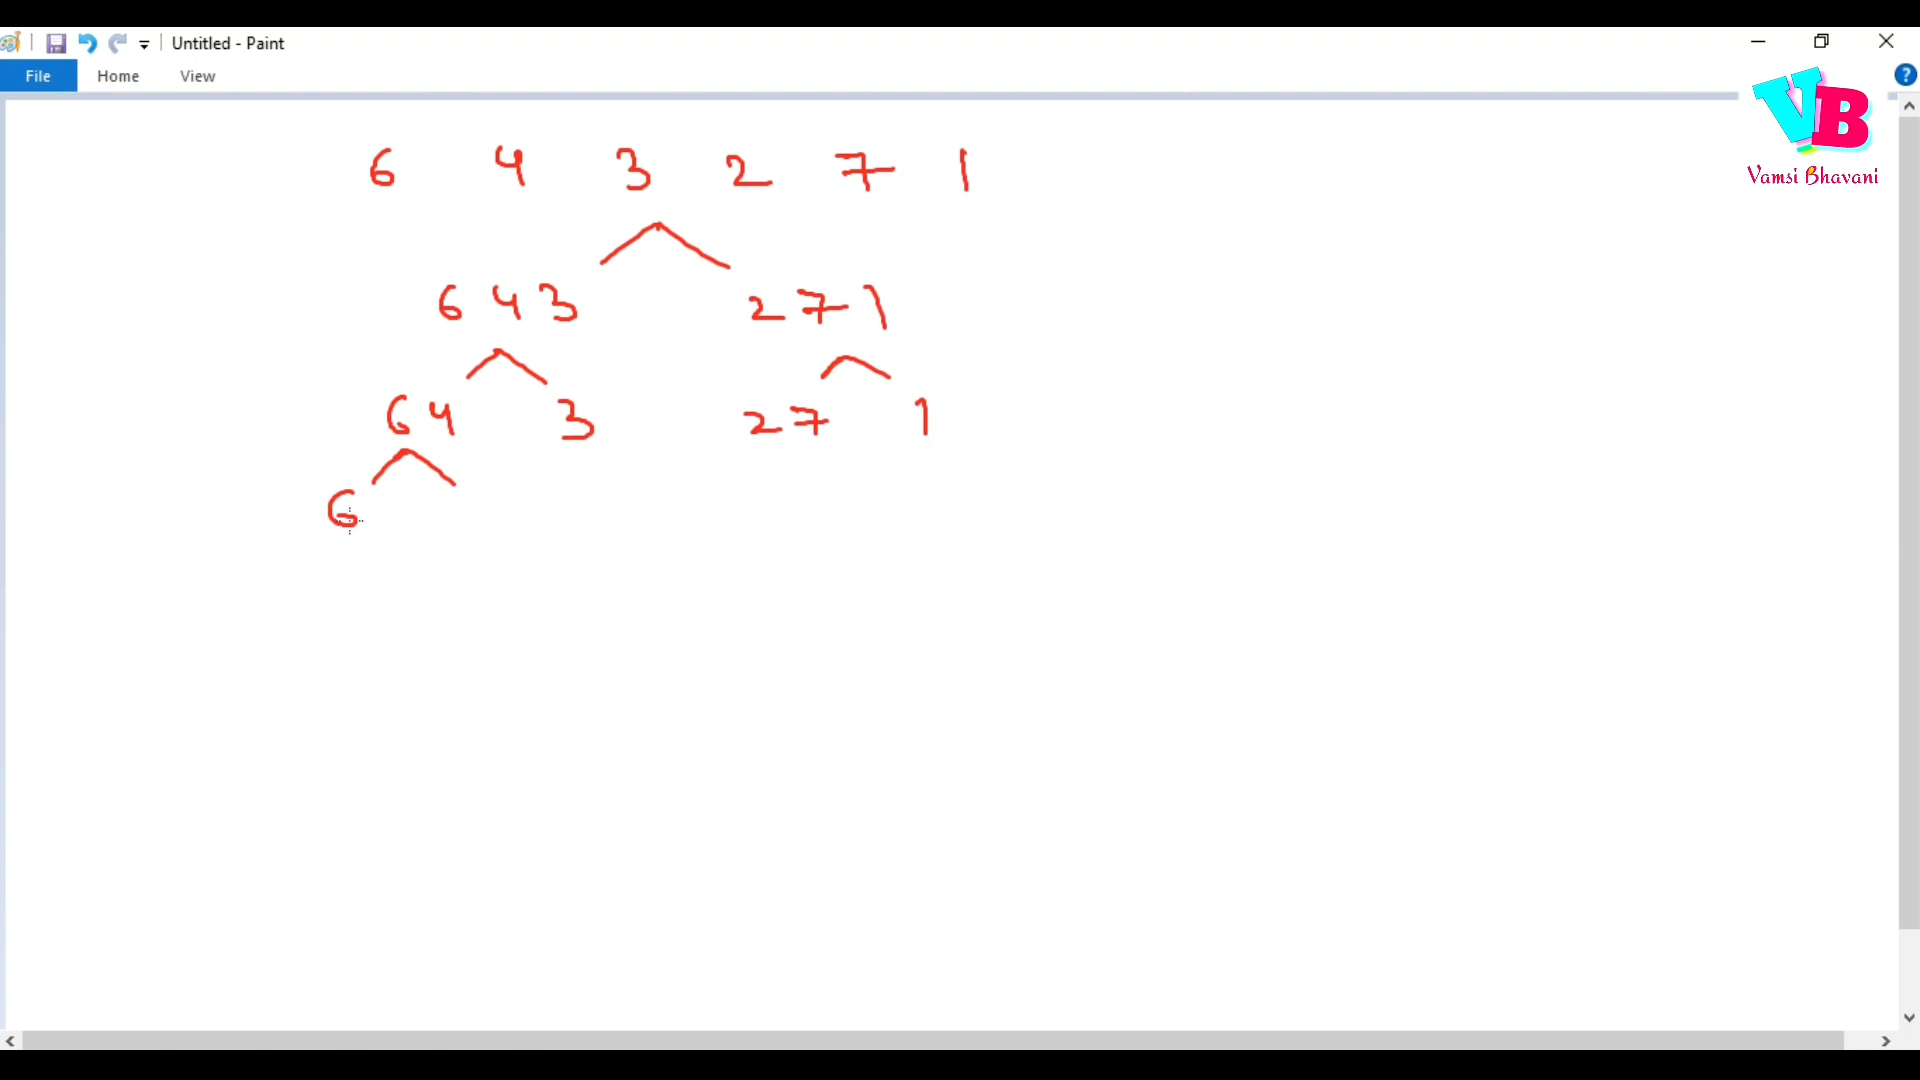 Untitled - Paint
File Home View
VB
Vamsi Bhavani
6 4 3 2 7 1
6 4 3 2 7 1
6 4 3 2 7 1
6